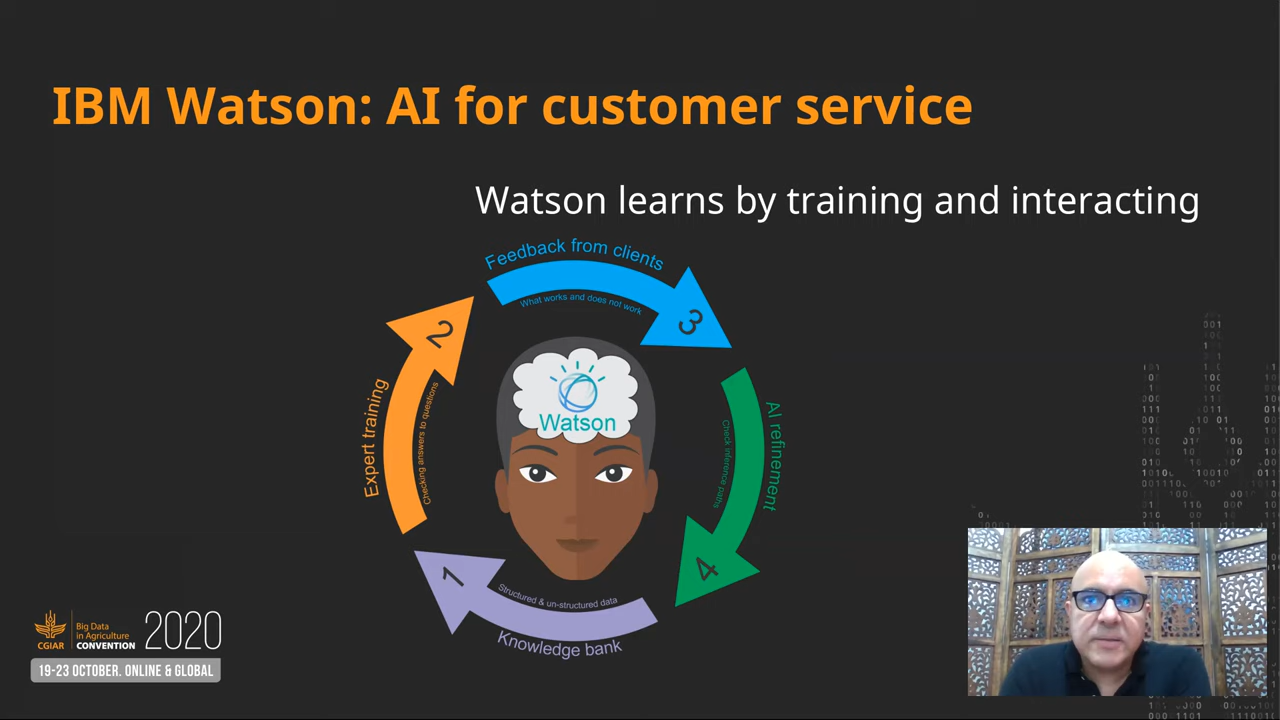 IBM Watson: AI for customer service
Watson learns by training and interacting
Feedback from clients
What works and does not work
3
2
Expert training
Checking answers to questions
Watson
AI refinement
Check inference paths
4
1
Structured & un-structured data
Knowledge bank
CGIAR
Big Data
in Agriculture
CONVENTION
2020
19-23 OCTOBER. ONLINE & GLOBAL